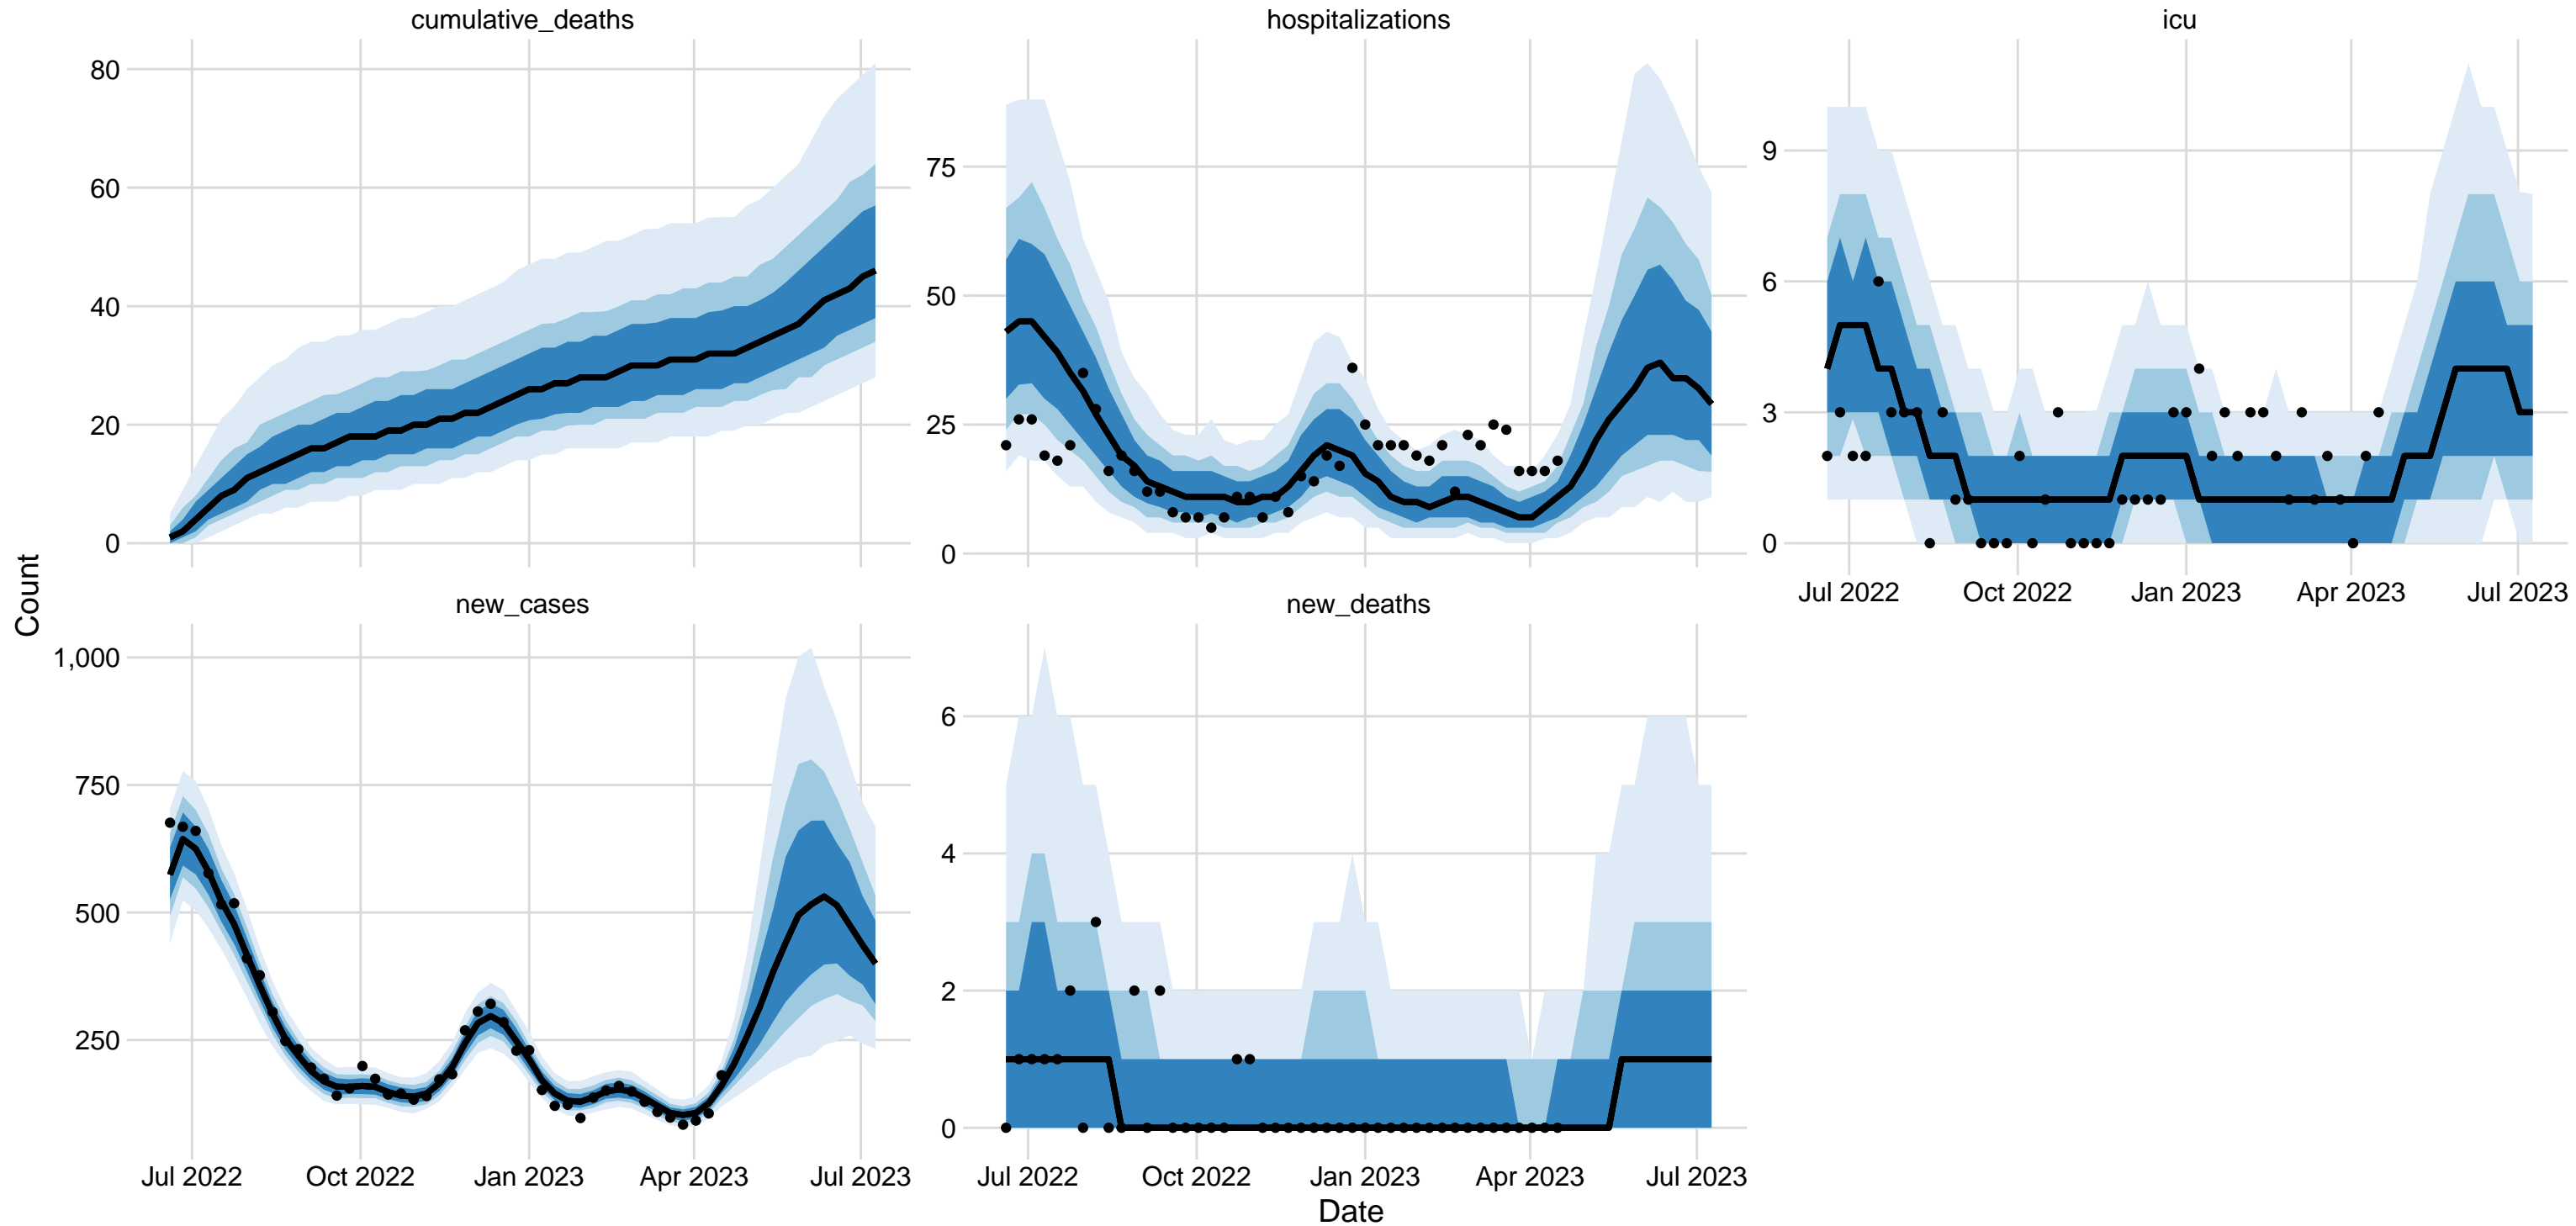 cumulative_deaths
hospitalizations
icu
80
60
40
20
0
75
50
25
0
9
6
3
0
Jul 2022 Oct 2022 Jan 2023 Apr 2023 Jul 2023
Count
new_cases
new_deaths
1,000
750
500
250
6
4
2
0
Jul 2022 Oct 2022 Jan 2023 Apr 2023 Jul 2023
Jul 2022 Oct 2022 Jan 2023 Apr 2023 Jul 2023
Date